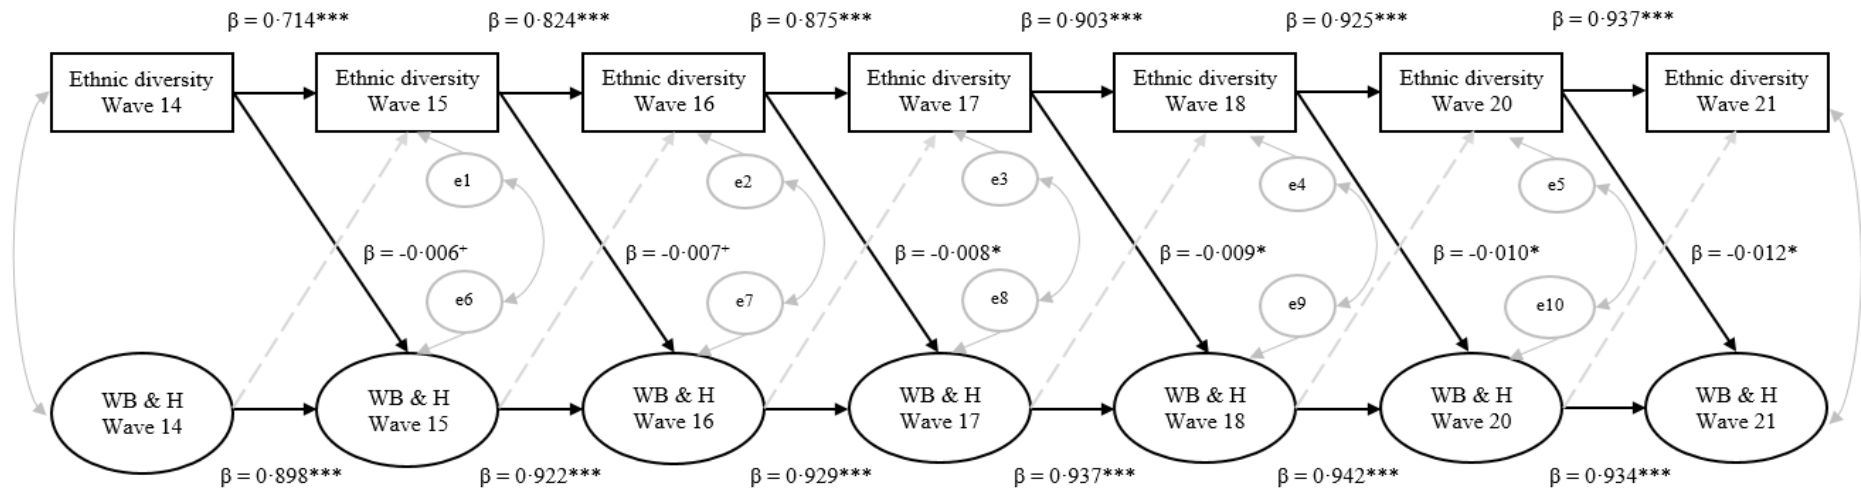 β = 0·714***
β = 0·824***
β = 0·875***
β = 0·903***
β = 0·925***
β = 0·937***
Ethnic diversity
Wave 14
Ethnic diversity
Wave 15
Ethnic diversity
Wave 16
Ethnic diversity
Wave 17
Ethnic diversity
Wave 18
Ethnic diversity
Wave 20
Ethnic diversity
Wave 21
e1
e2
e3
e4
e5
β = -0·006⁺
β = -0·007⁺
β = -0·008*
β = -0·009*
β = -0·010*
β = -0·012*
e6
e7
e8
e9
e10
WB & H
Wave 14
WB & H
Wave 15
WB & H
Wave 16
WB & H
Wave 17
WB & H
Wave 18
WB & H
Wave 20
WB & H
Wave 21
β = 0·898***
β = 0·922***
β = 0·929***
β = 0·937***
β = 0·942***
β = 0·934***